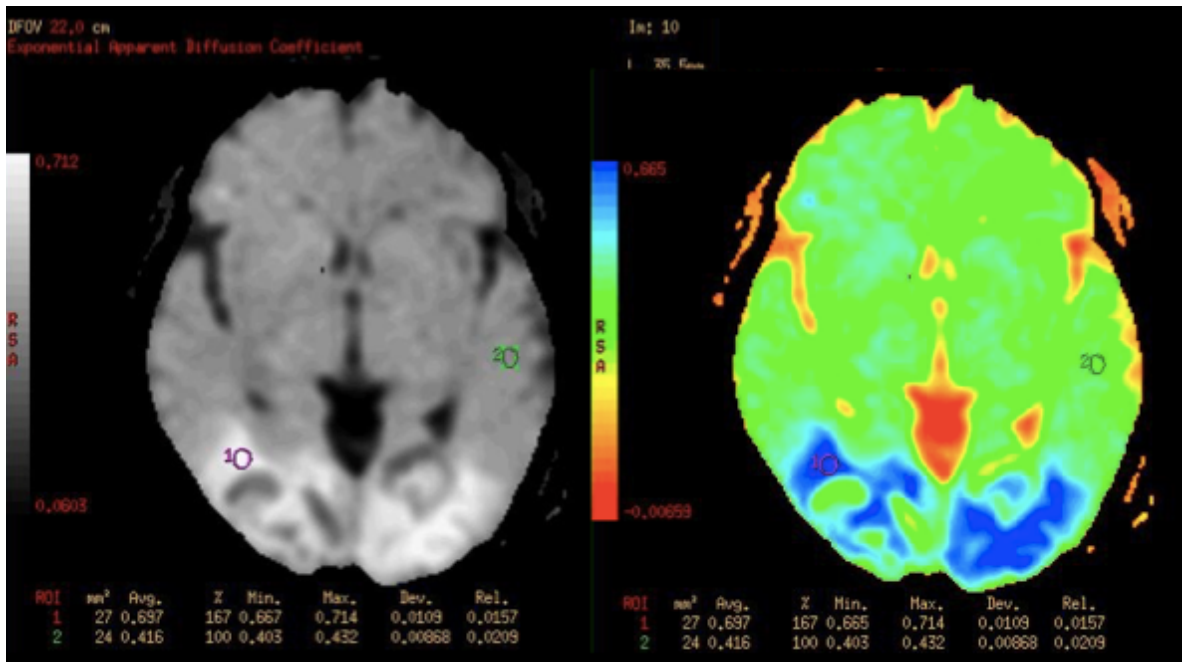 DFOV 22.0 cm
Exponential Apparent Diffusion Coefficient
0.712
R
S
A
0.0603
1
2
ROI mm² Avg. % Min. Max. Dev. Rel.
1 27 0.697 167 0.667 0.714 0.0109 0.0157
2 24 0.416 100 0.403 0.432 0.00868 0.0209
Im: 10
0.665
R
S
A
-0.00659
1
2
ROI mm² Avg. % Min. Max. Dev. Rel.
1 27 0.697 167 0.665 0.714 0.0109 0.0157
2 24 0.416 100 0.403 0.432 0.00868 0.0209